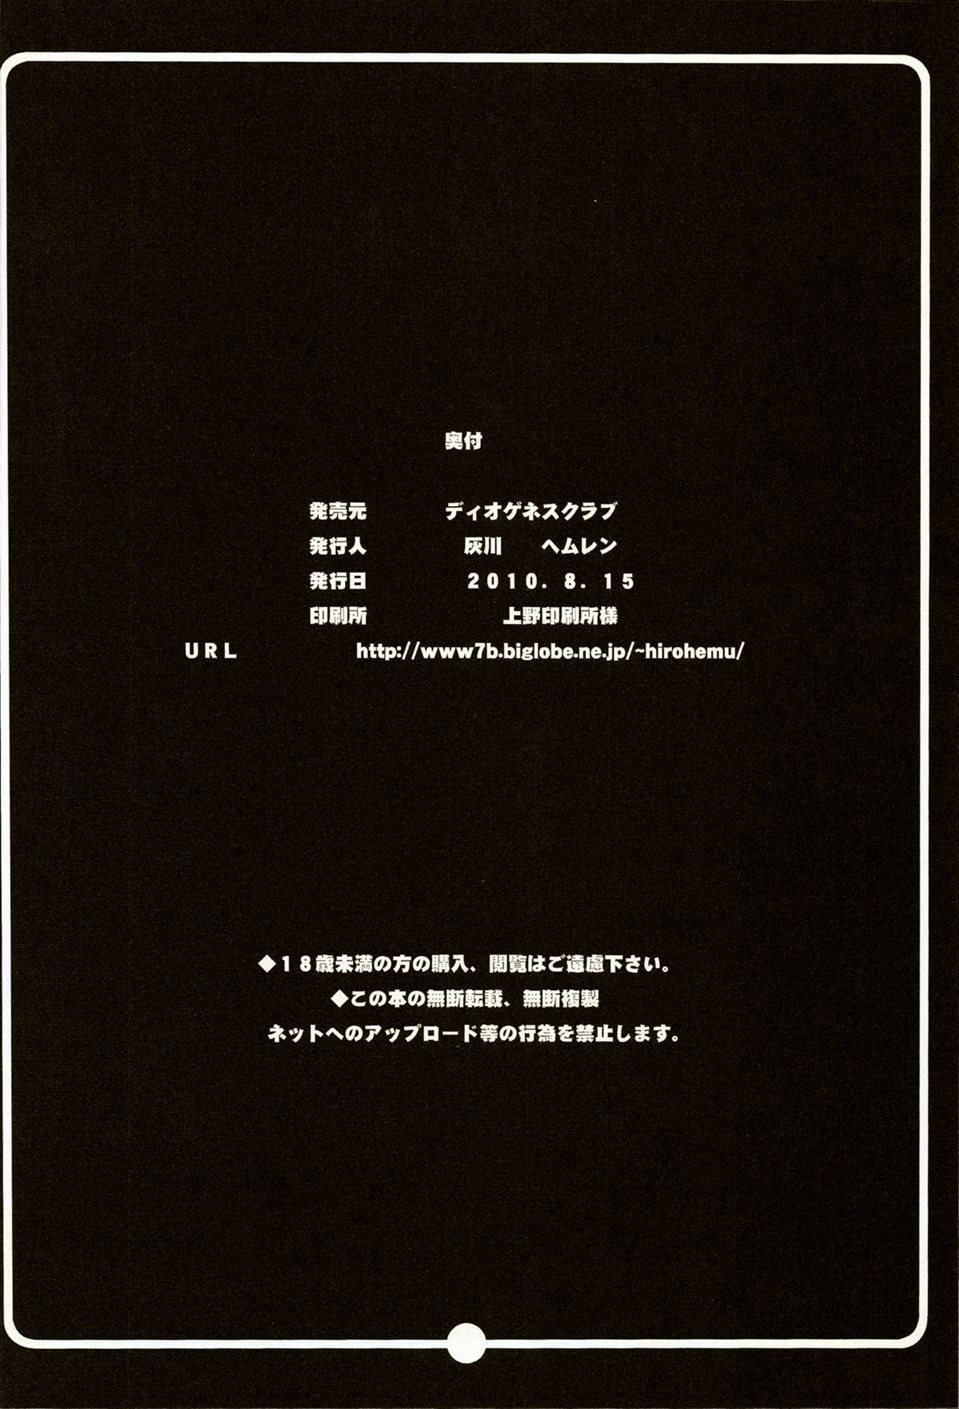 奥付
発売元 ディオゲネスクラブ
発行人 灰川 ヘムレン
発行日 2010. 8. 15
印刷所 上野印刷所様
URL http://www7b.biglobe.ne.jp/~hirohemu/
◆18歳未満の方の購入、閲覧はご遠慮下さい。
◆この本の無断転載、無断複製
ネットへのアップロード等の行為を禁止します。